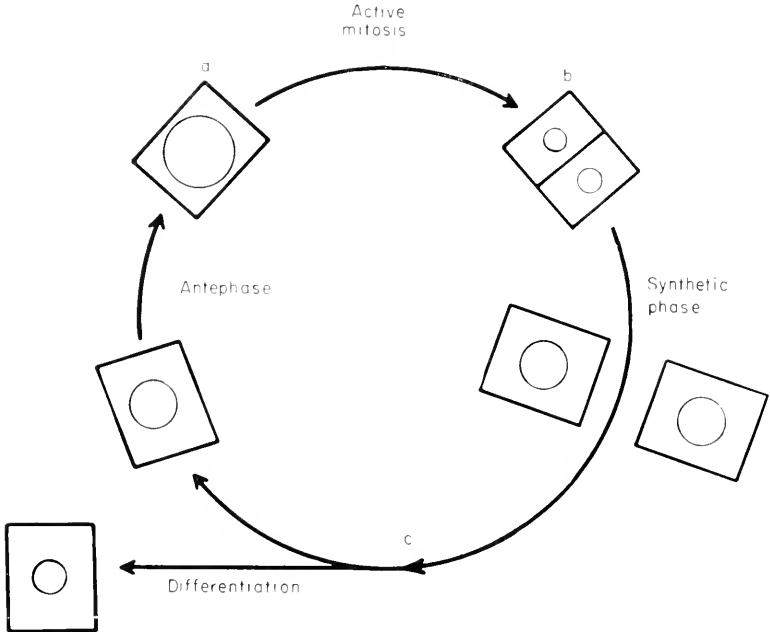 Active
mitosis
a
b
Antephase
Synthetic
phase
c
Differentiation